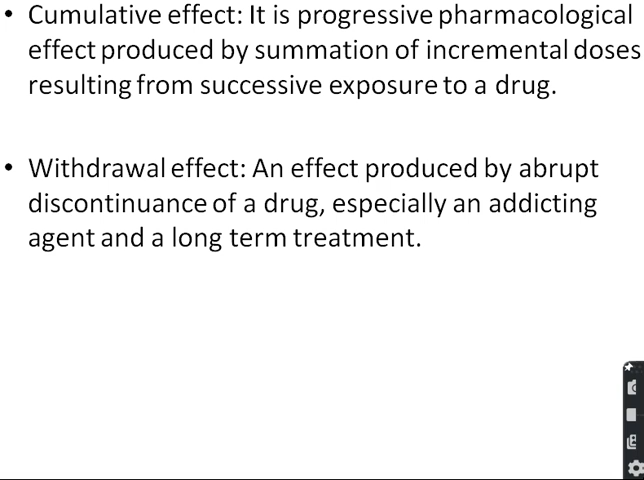 • Cumulative effect: It is progressive pharmacological
effect produced by summation of incremental doses
resulting from successive exposure to a drug.
• Withdrawal effect: An effect produced by abrupt
discontinuance of a drug, especially an addicting
agent and a long term treatment.